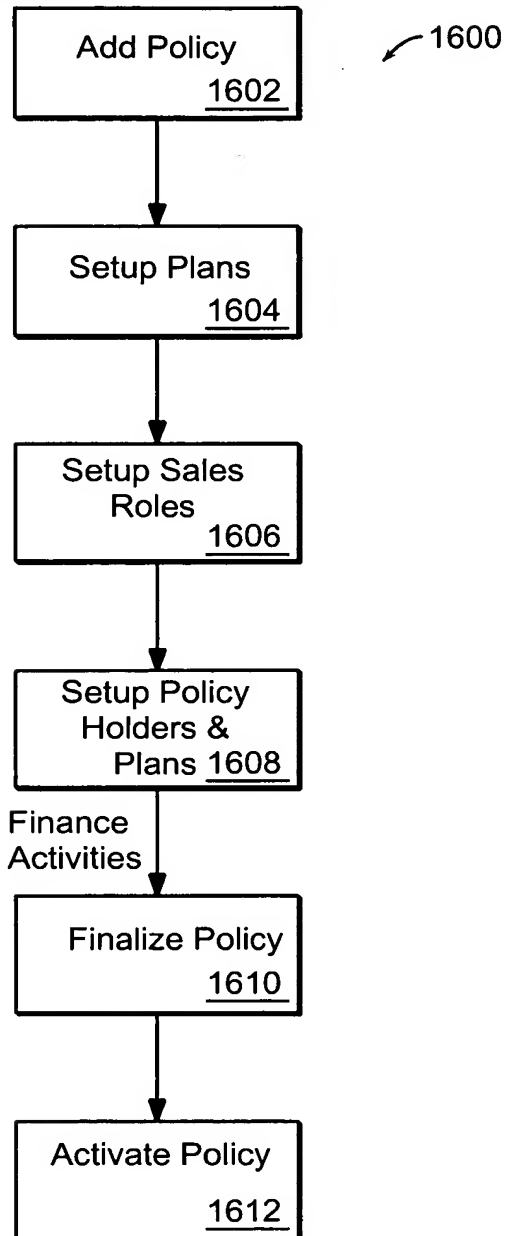 Add Policy
1602
1600
Setup Plans
1604
Setup Sales
Roles
1606
Setup Policy
Holders &
Plans 1608
Finance
Activities
Finalize Policy
1610
Activate Policy
1612